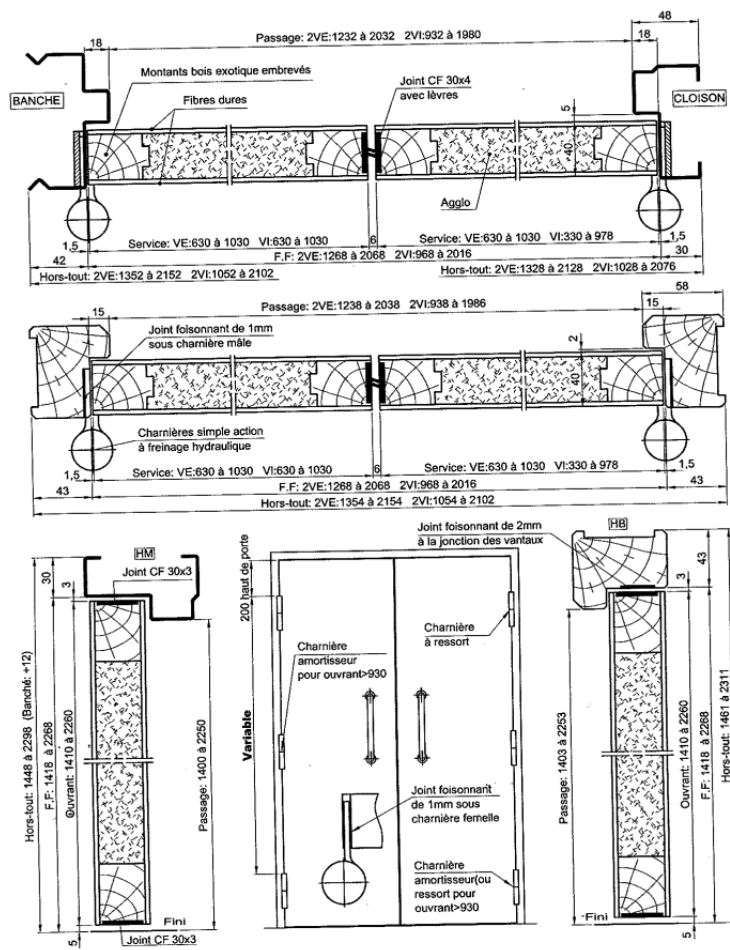 48
Passage: 2VE:1232 à 2032 2VI:932 à 1980
18
18
Montants bois exotique embrevés
Joint CF 30x4
avec lèvres
BANCHE
Fibres dures
5
CLOISON
40
Agglo
1,5
Service: VE:630 à 1030 VI:630 à 1030
6
Service: VE:630 à 1030 VI:330 à 978
1,5
42
F.F: 2VE:1268 à 2068 2VI:968 à 2016
30
Hors-tout: 2VE:1352 à 2152 2VI:1052 à 2102
Hors-tout: 2VE:1328 à 2128 2VI:1028 à 2076
58
Passage: 2VE:1238 à 2038 2VI:938 à 1986
15
15
Joint foisonnant de 1mm
sous charnière mâle
2
40
Charnières simple action
à freinage hydraulique
1,5
Service: VE:630 à 1030 VI:630 à 1030
6
Service: VE:630 à 1030 VI:330 à 978
1,5
43
F.F: 2VE:1268 à 2068 2VI:968 à 2016
43
Hors-tout: 2VE:1354 à 2154 2VI:1054 à 2102
HM
Joint CF 30x3
30
3
Hors-tout: 1448 à 2298 (Banché: +12)
F.F: 1418 à 2268
Ouvrant: 1410 à 2260
Passage: 1400 à 2250
Fini
Joint CF 30x3
5
200 haut de porte
Variable
Charnière
amortisseur
pour ouvrant>930
Charnière
à ressort
Joint foisonnant
de 1mm sous
charnière femelle
Charnière
amortisseur(ou
ressort pour
ouvrant>930
Joint foisonnant de 2mm
à la jonction des vantaux
HB
43
3
Passage: 1403 à 2253
Ouvrant: 1410 à 2260
F.F: 1418 à 2268
Hors-tout: 1461 à 2311
Fini
5